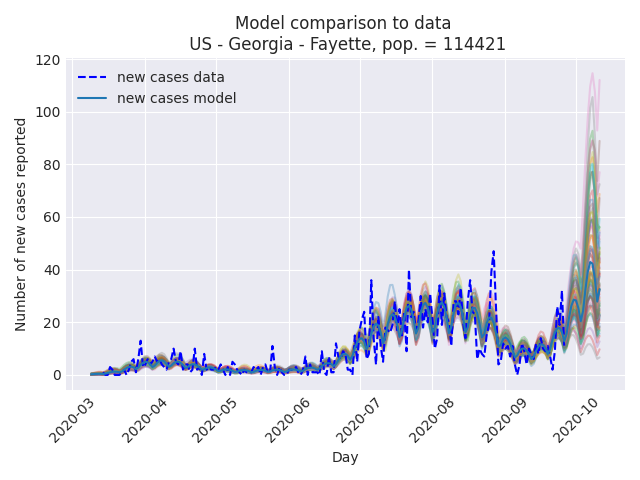 Model comparison to data
US - Georgia - Fayette, pop. = 114421
new cases data
new cases model
Number of new cases reported
120
100
80
60
40
20
0
2020-03
2020-04
2020-05
2020-06
2020-07
2020-08
2020-09
2020-10
Day